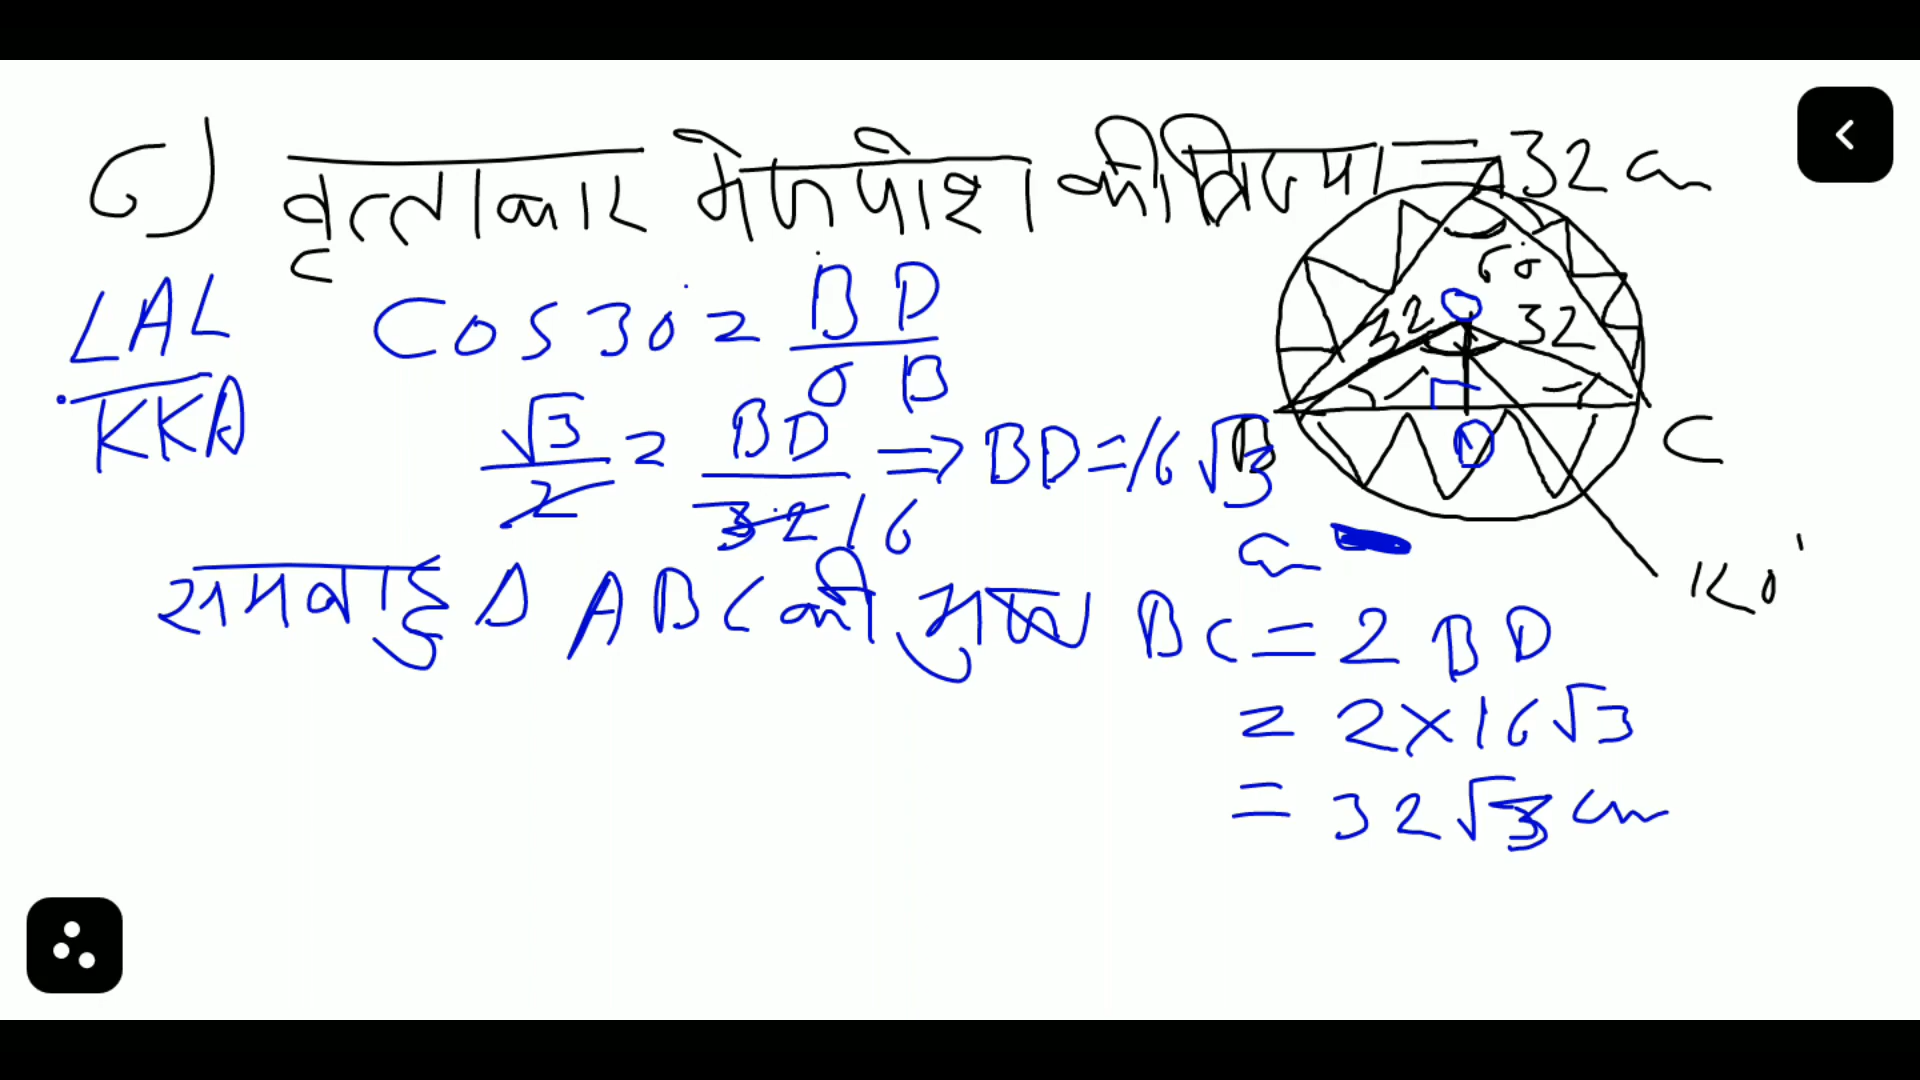 वृत्ताकार मेजपोश की त्रिज्या = 32 cm
LAL
KKA
Cos 30° = BD/OB
√3/2 = BD/32 16 ⇒ BD = 16√3
cm
A
60°
32 32
O
B
D
C
120°
समबाहु Δ ABC की भुजा BC = 2 BD
= 2×16√3
= 32√3 cm